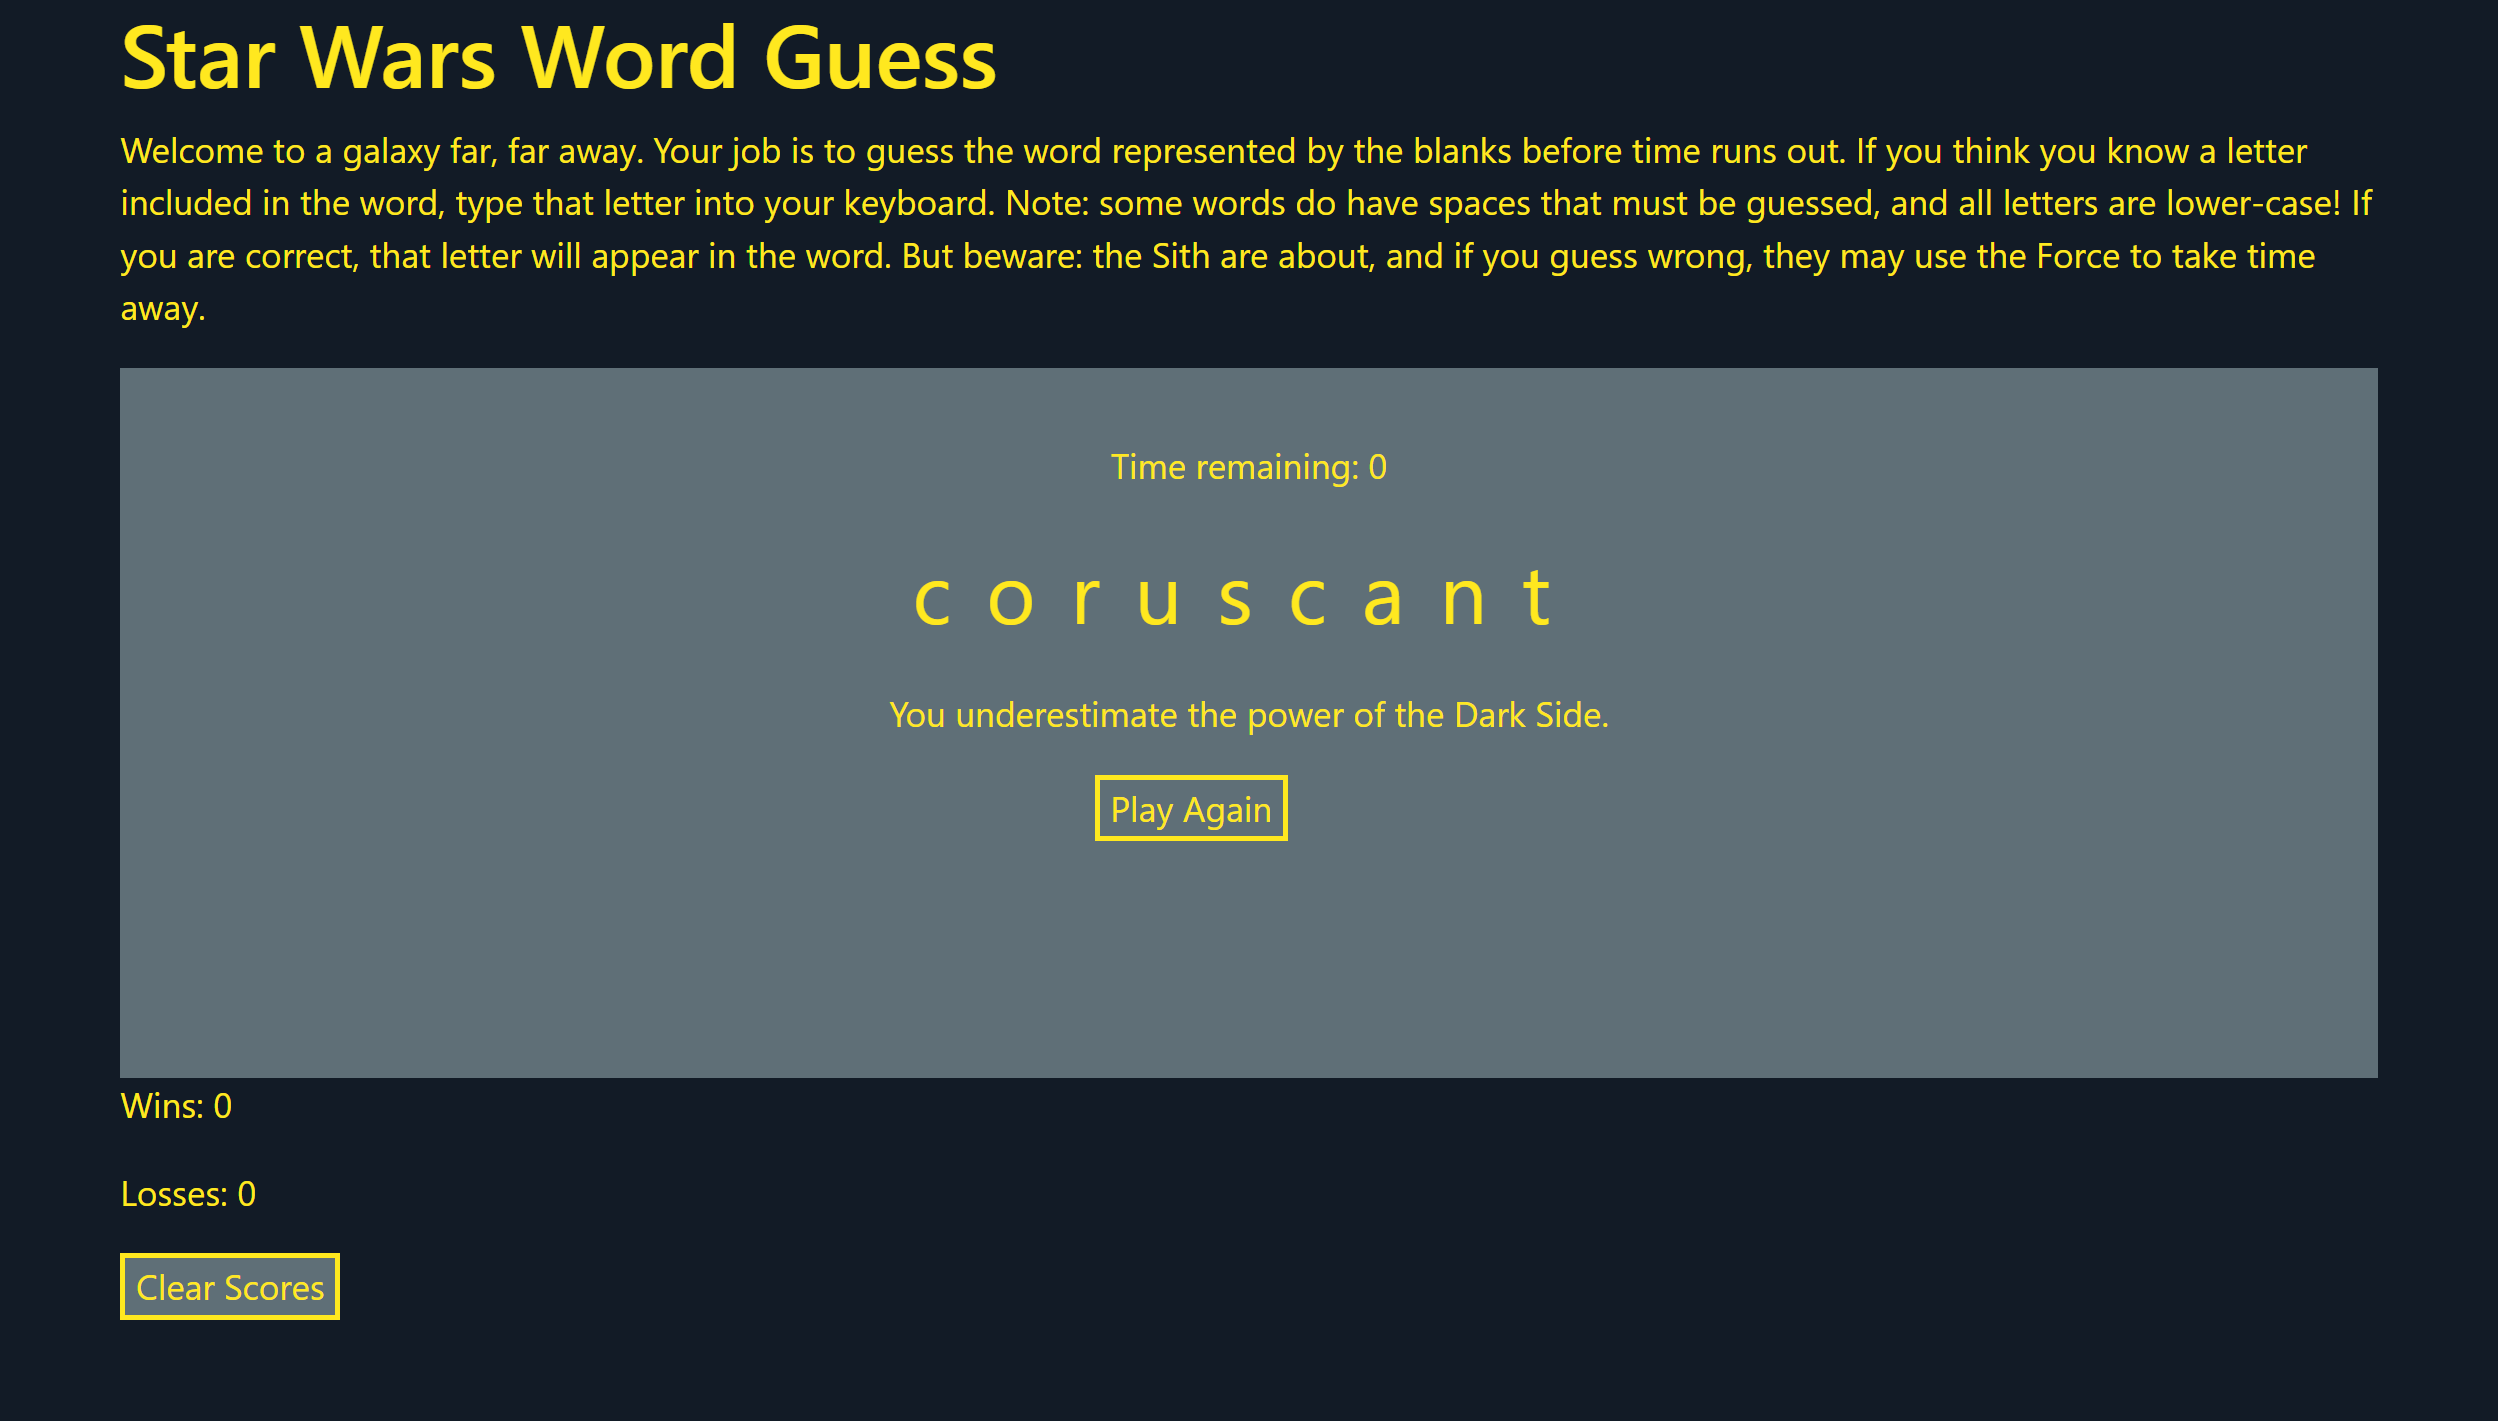 Star Wars Word Guess
Welcome to a galaxy far, far away. Your job is to guess the word represented by the blanks before time runs out. If you think you know a letter
included in the word, type that letter into your keyboard. Note: some words do have spaces that must be guessed, and all letters are lower-case! If
you are correct, that letter will appear in the word. But beware: the Sith are about, and if you guess wrong, they may use the Force to take time
away.
Time remaining: 0
c o r u s c a n t
You underestimate the power of the Dark Side.
Play Again
Wins: 0
Losses: 0
Clear Scores